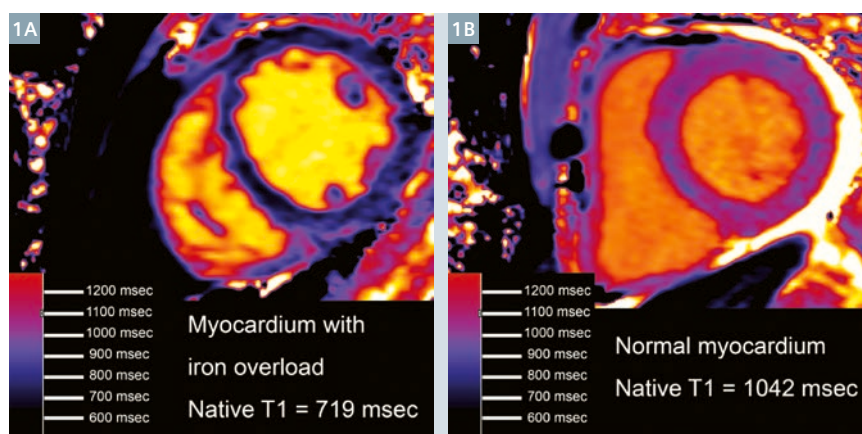 1A
1200 msec
1100 msec
1000 msec
900 msec
800 msec
700 msec
600 msec
Myocardium with
iron overload
Native T1 = 719 msec
1B
1200 msec
1100 msec
1000 msec
900 msec
800 msec
700 msec
600 msec
Normal myocardium
Native T1 = 1042 msec